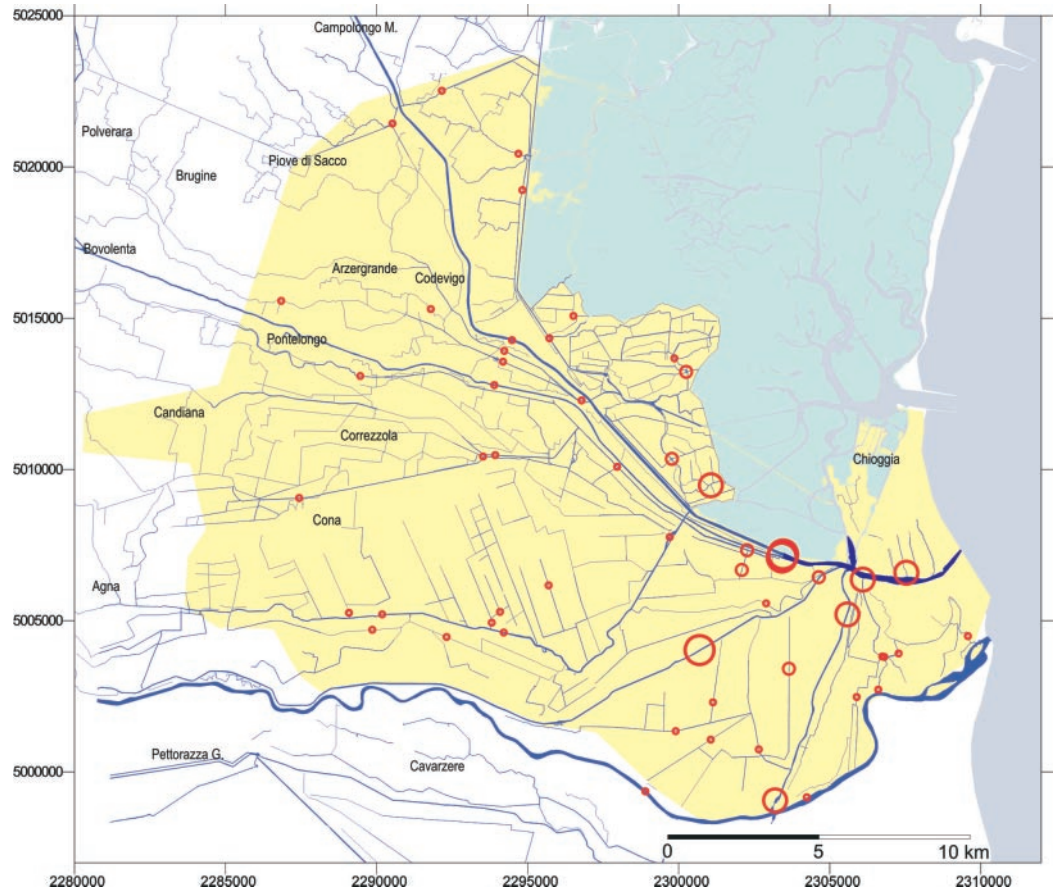 5025000
Campolongo M.
Polverara
5020000
Piove di Sacco
Brugine
Bovolenta
5015000
Arzergrande
Codevigo
Pontelongo
Candiana
Correzzola
5010000
Chioggia
Cona
Agna
5005000
Pettorazza G.
5000000
Cavarzere
0 5 10 km
2280000 2285000 2290000 2295000 2300000 2305000 2310000